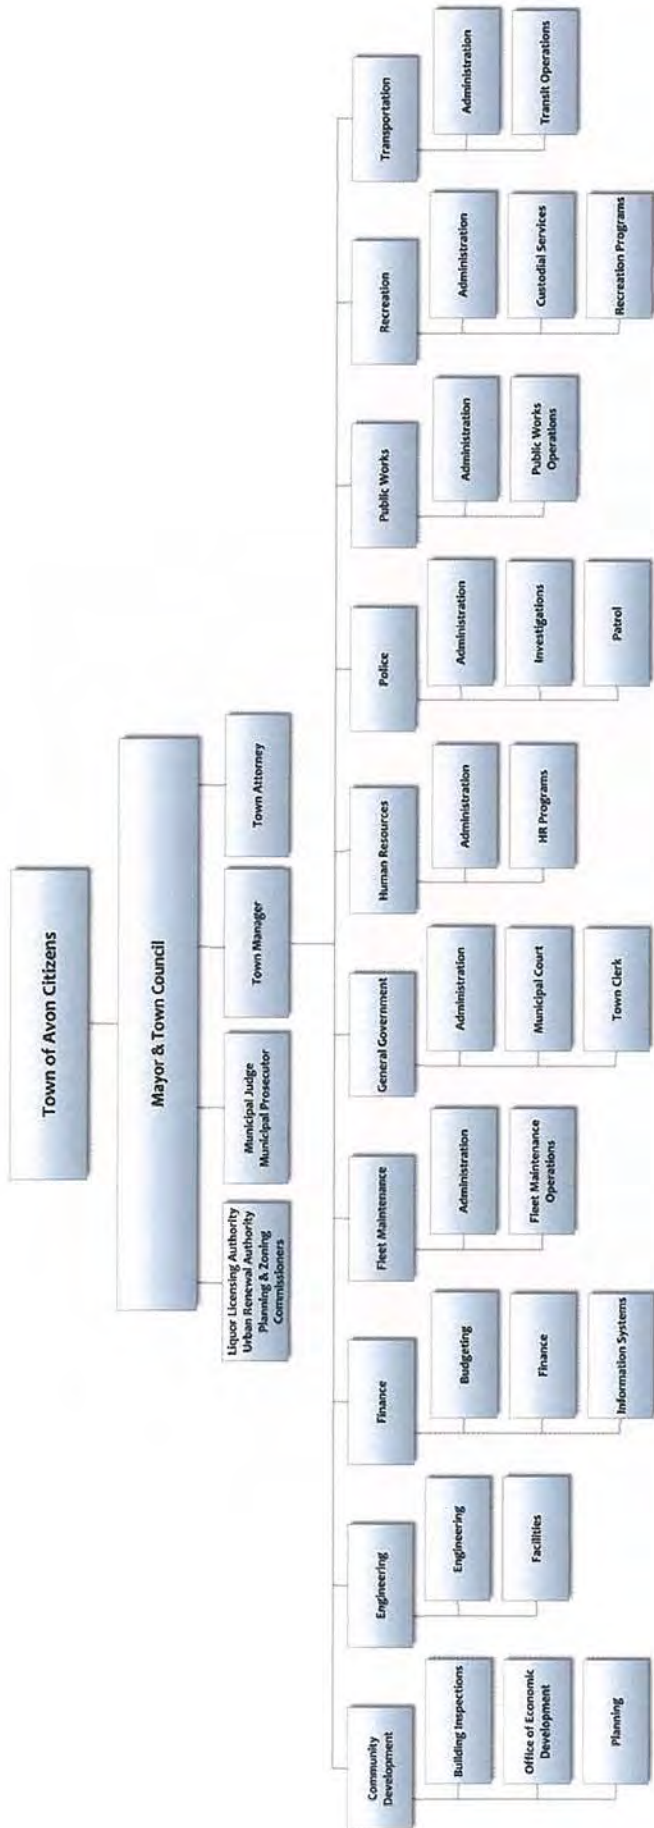 Town of Avon Citizens
Mayor & Town Council
Liquor Licensing Authority
Urban Renewal Authority
Planning & Zoning
Commissioners
Municipal Judge
Municipal Prosecutor
Town Manager
Town Attorney
Community
Development
Building Inspections
Office of Economic
Development
Planning
Engineering
Engineering
Facilities
Finance
Budgeting
Finance
Information Systems
Fleet Maintenance
Administration
Fleet Maintenance
Operations
General Government
Administration
Municipal Court
Town Clerk
Human Resources
Administration
HR Programs
Police
Administration
Investigations
Patrol
Public Works
Administration
Public Works
Operations
Recreation
Administration
Custodial Services
Recreation Programs
Transportation
Administration
Transit Operations